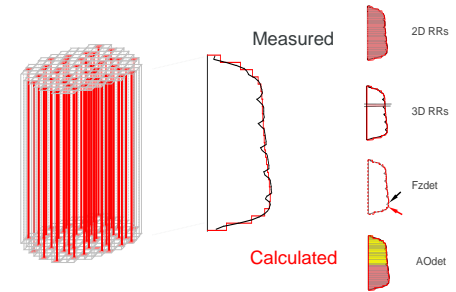 Measured
Calculated
2D RRs
3D RRs
Fzdet
AOdet